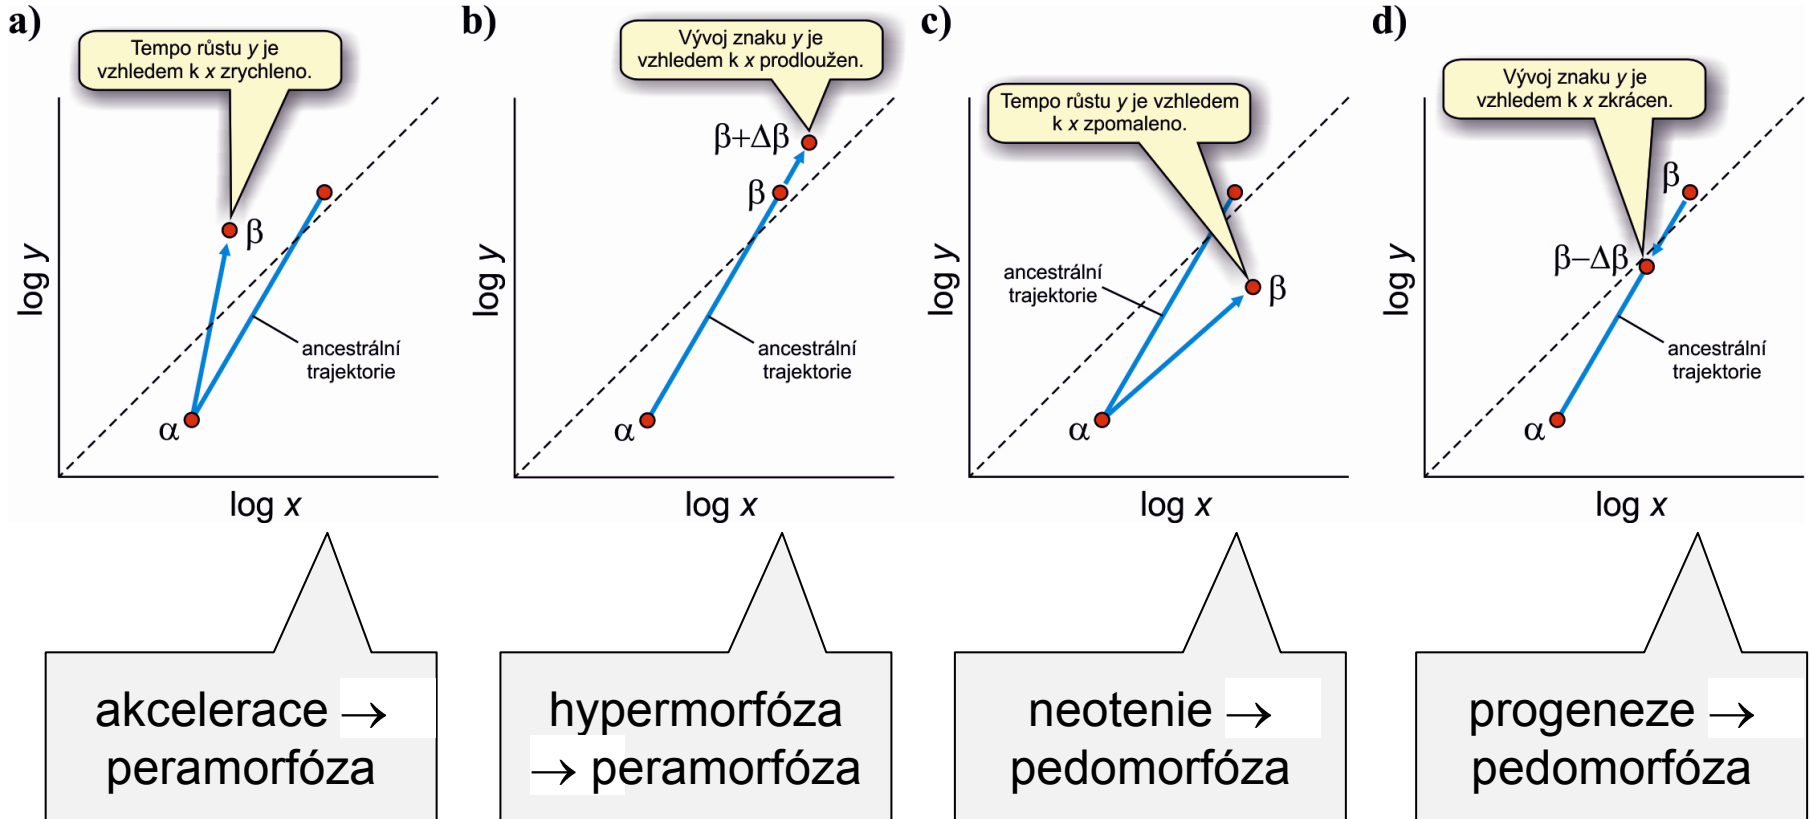 a)
Tempo růstu y je
vzhledem k x zrychleno.
β
ancestrální
trajektorie
α
log y
log x
akcelerace →
peramorfóza
b)
Vývoj znaku y je
vzhledem k x prodloužen.
β+Δβ
β
ancestrální
trajektorie
α
log y
log x
hypermorfóza
→ peramorfóza
c)
Tempo růstu y je vzhledem
k x zpomaleno.
ancestrální
trajektorie
β
α
log y
log x
neotenie →
pedomorfóza
d)
Vývoj znaku y je
vzhledem k x zkrácen.
β
β−Δβ
ancestrální
trajektorie
α
log y
log x
progeneze →
pedomorfóza